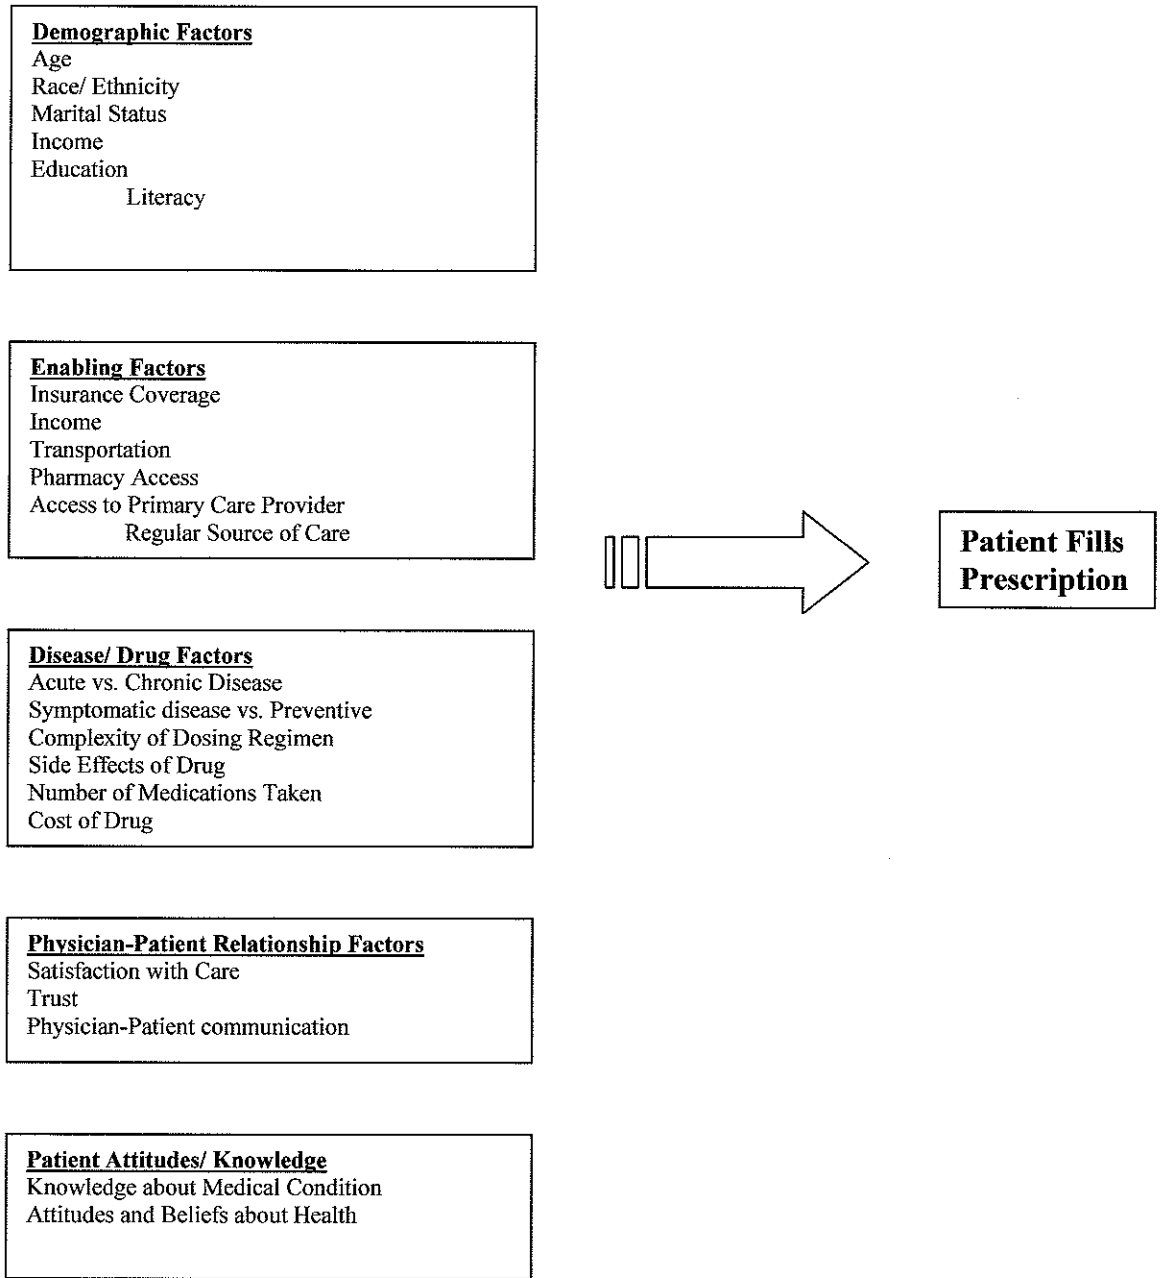 Demographic Factors
Age
Race/ Ethnicity
Marital Status
Income
Education
Literacy
Enabling Factors
Insurance Coverage
Income
Transportation
Pharmacy Access
Access to Primary Care Provider
Regular Source of Care
Patient Fills
Prescription
Disease/ Drug Factors
Acute vs. Chronic Disease
Symptomatic disease vs. Preventive
Complexity of Dosing Regimen
Side Effects of Drug
Number of Medications Taken
Cost of Drug
Physician-Patient Relationship Factors
Satisfaction with Care
Trust
Physician-Patient communication
Patient Attitudes/ Knowledge
Knowledge about Medical Condition
Attitudes and Beliefs about Health